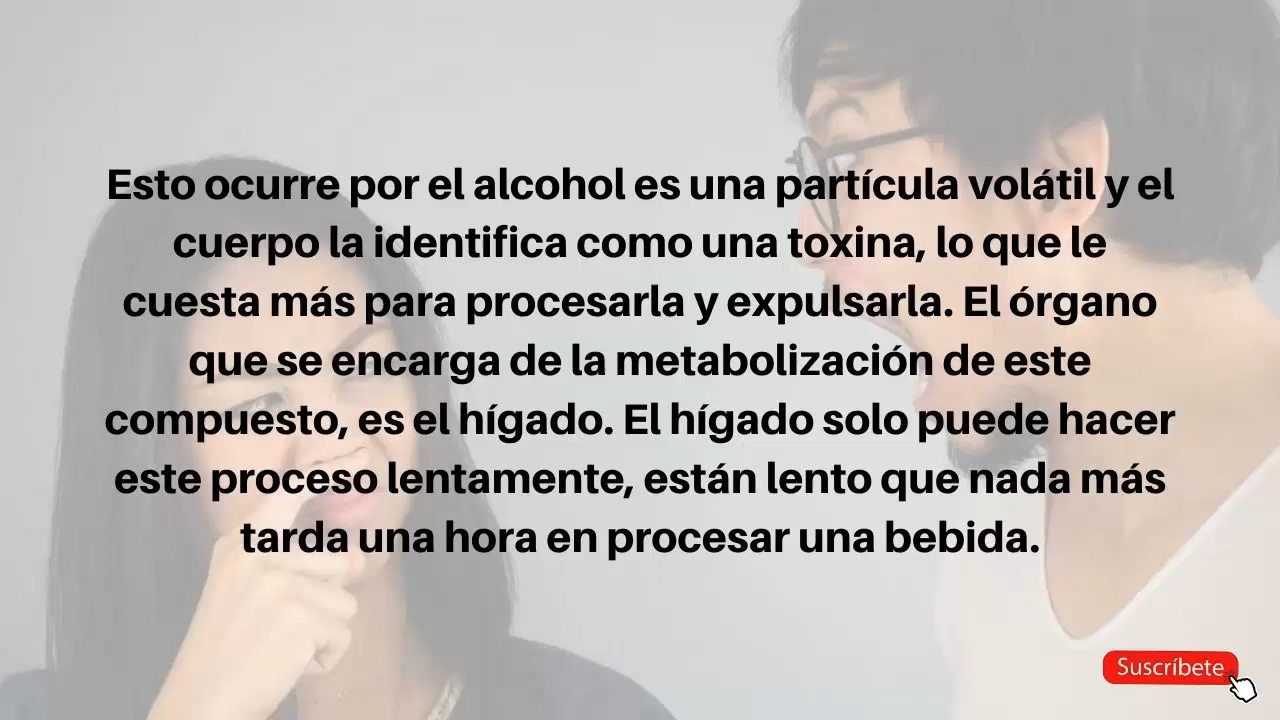 Esto ocurre por el alcohol es una partícula volátil y el
cuerpo la identifica como una toxina, lo que le
cuesta más para procesarla y expulsarla. El órgano
que se encarga de la metabolización de este
compuesto, es el hígado. El hígado solo puede hacer
este proceso lentamente, están lento que nada más
tarda una hora en procesar una bebida.
Suscríbete